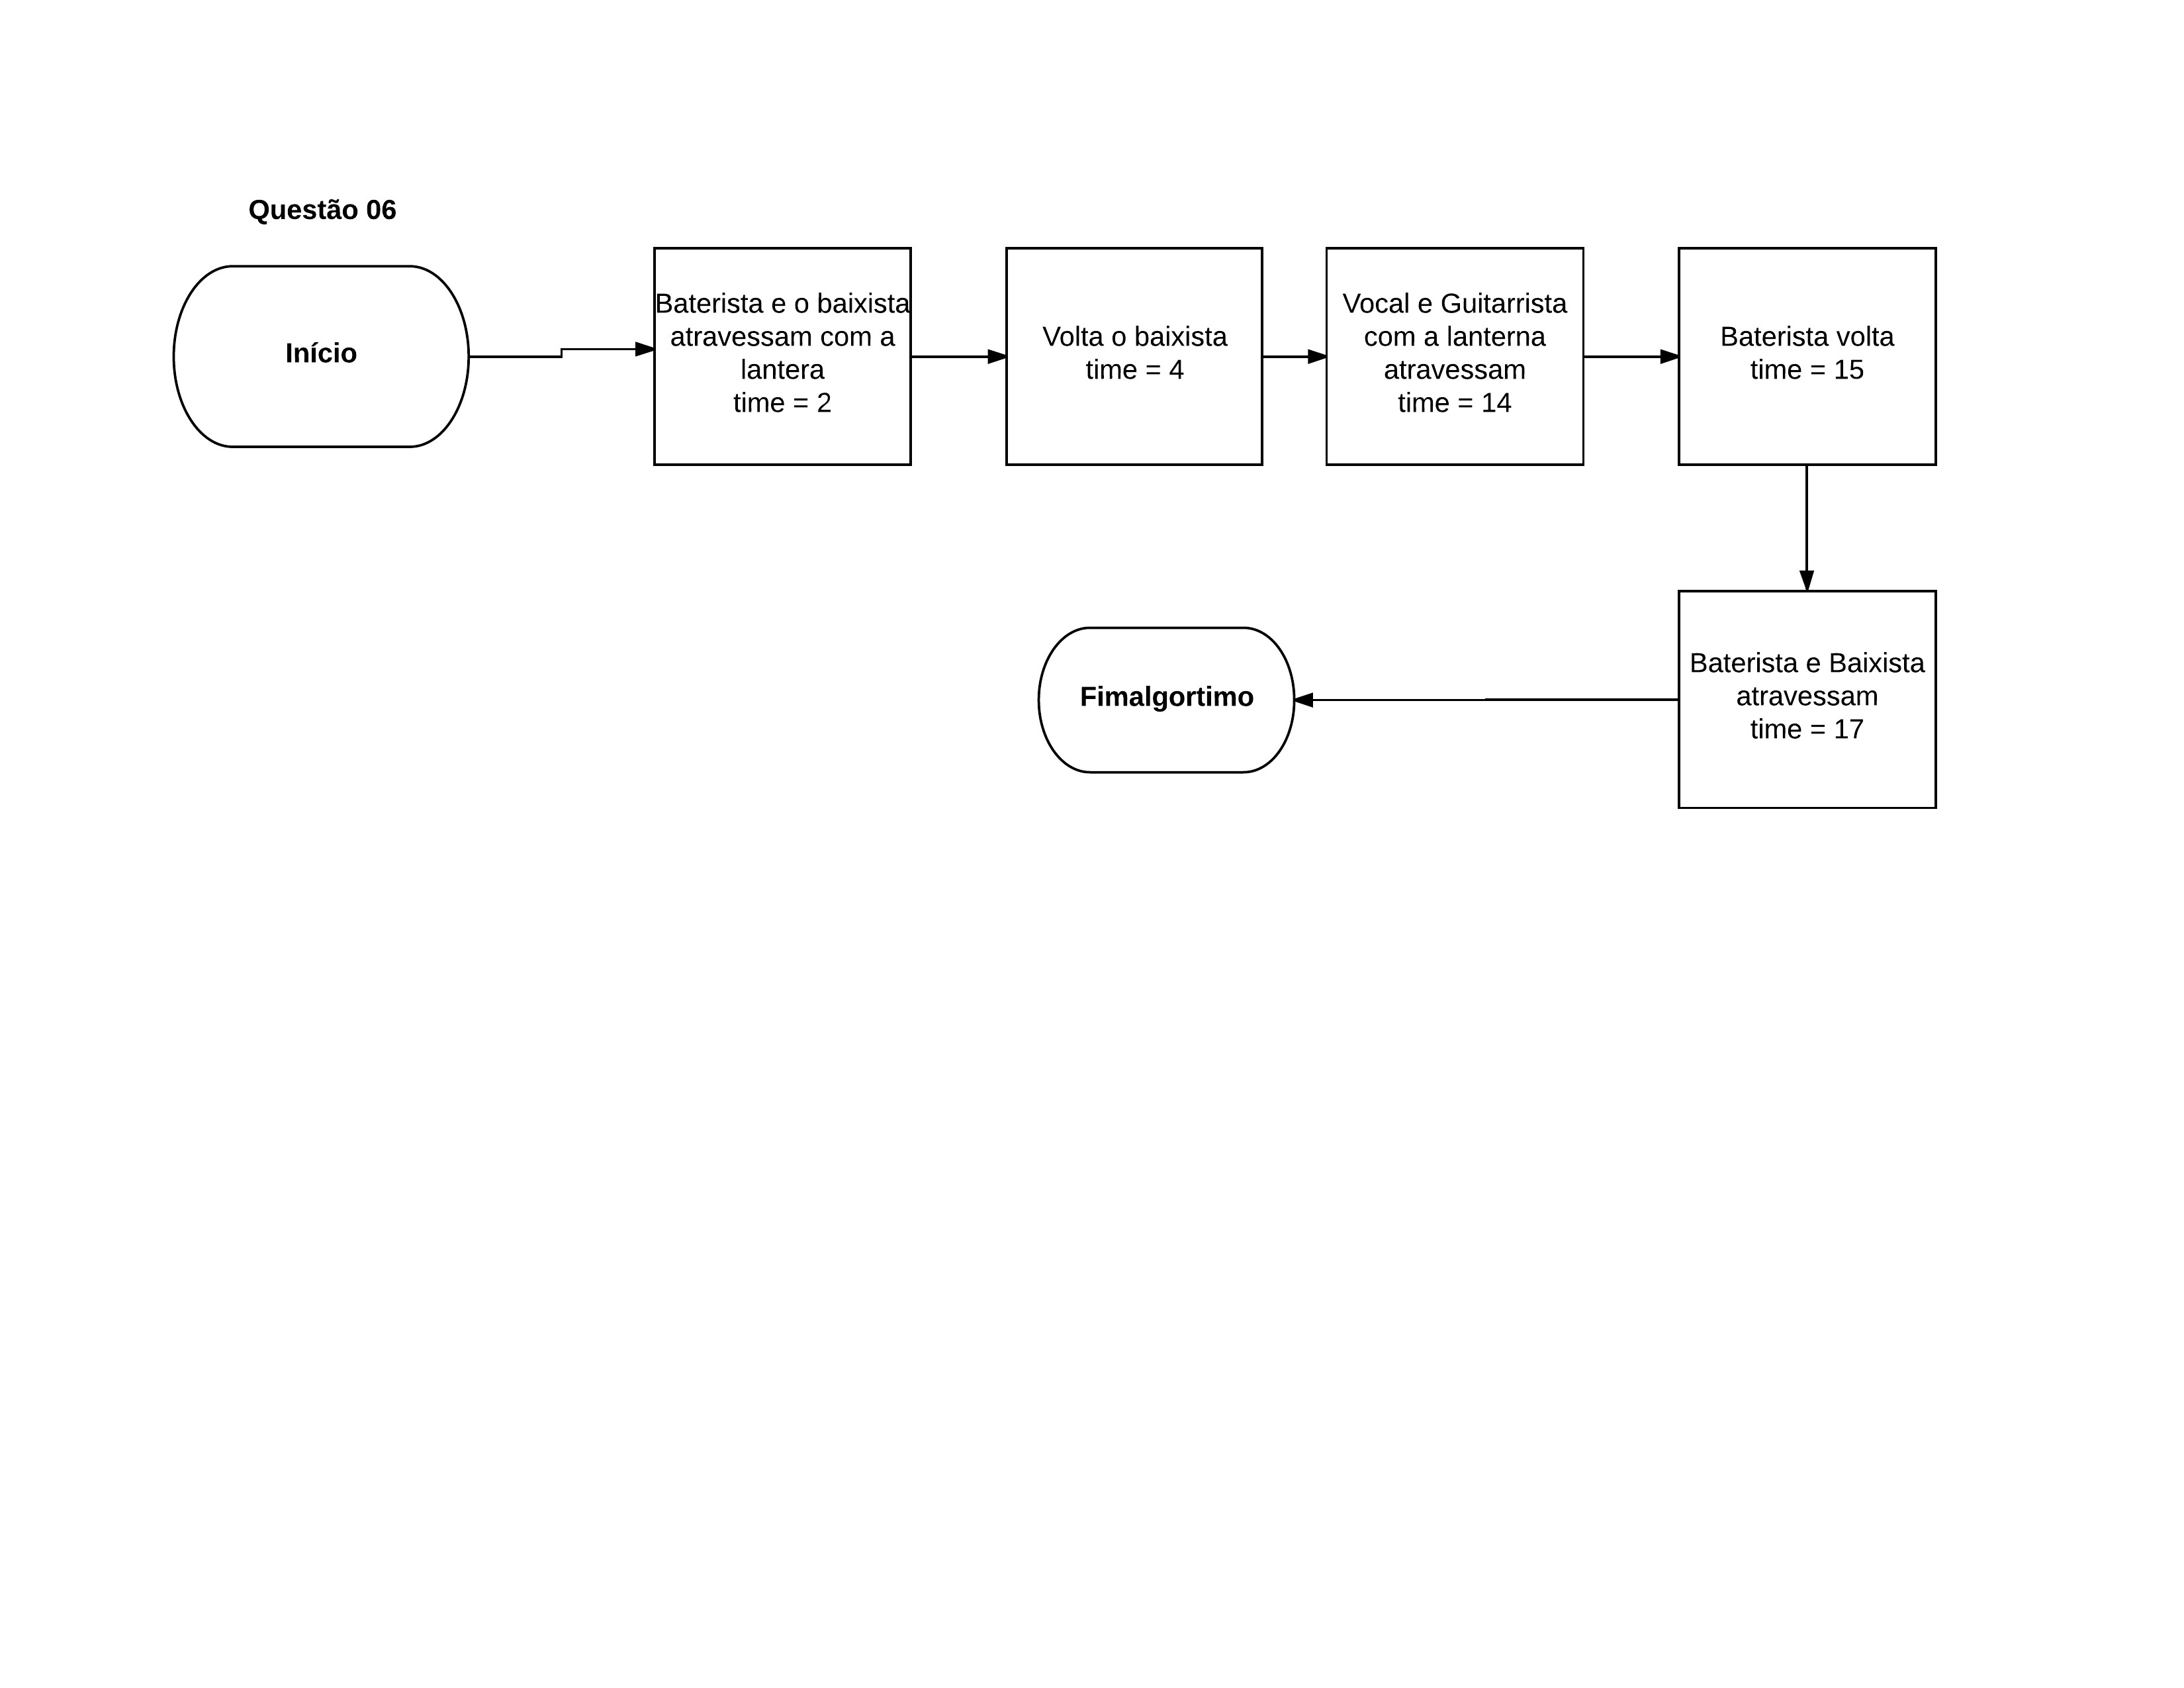 Questão 06
Início
Baterista e o baixista
atravessam com a
lantera
time = 2
Volta o baixista
time = 4
Vocal e Guitarrista
com a lanterna
atravessam
time = 14
Baterista volta
time = 15
Baterista e Baixista
atravessam
time = 17
Fimalgortimo